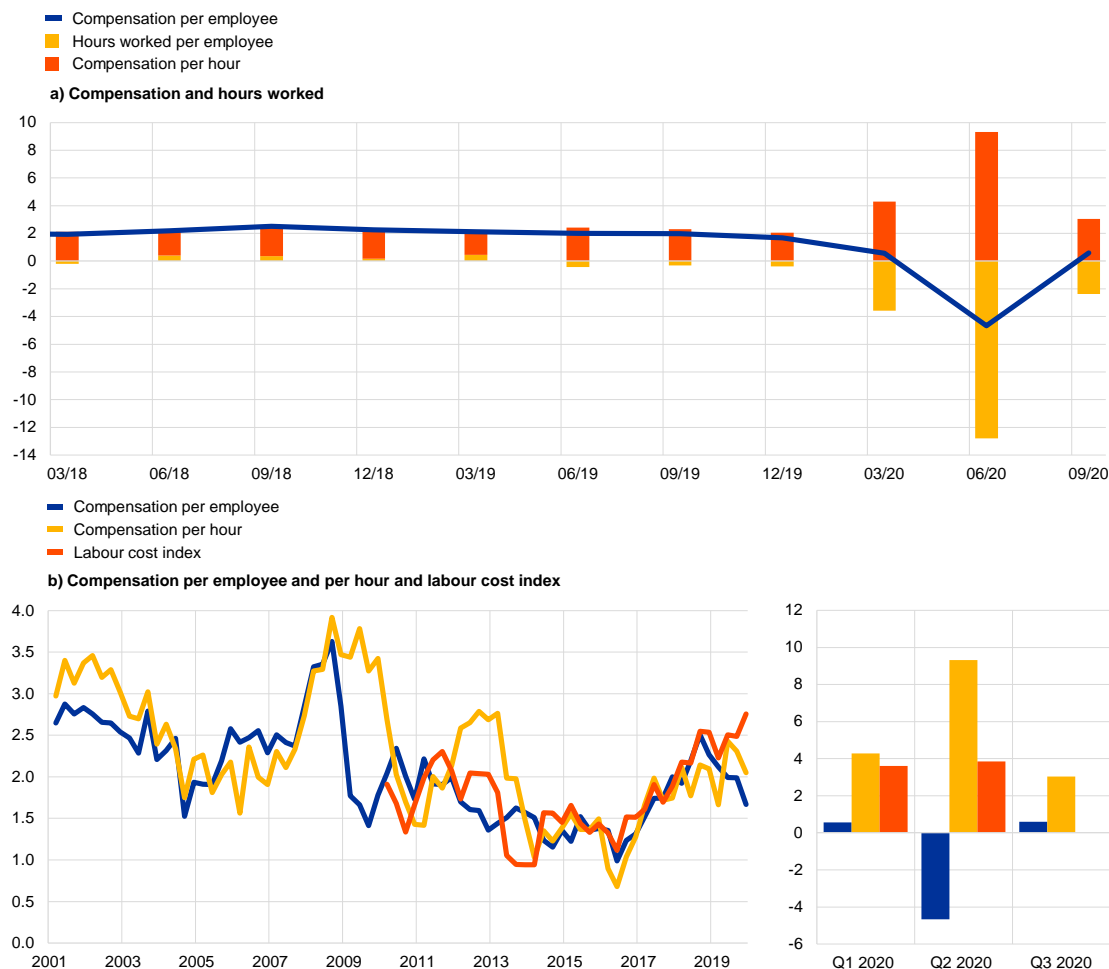 Compensation per employee
Hours worked per employee
Compensation per hour
a) Compensation and hours worked
10
8
6
4
2
0
-2
-4
-6
-8
-10
-12
-14
03/18 06/18 09/18 12/18 03/19 06/19 09/19 12/19 03/20 06/20 09/20
Compensation per employee
Compensation per hour
Labour cost index
b) Compensation per employee and per hour and labour cost index
4.0
3.5
3.0
2.5
2.0
1.5
1.0
0.5
0.0
2001 2003 2005 2007 2009 2011 2013 2015 2017 2019
12
10
8
6
4
2
0
-2
-4
-6
Q1 2020 Q2 2020 Q3 2020